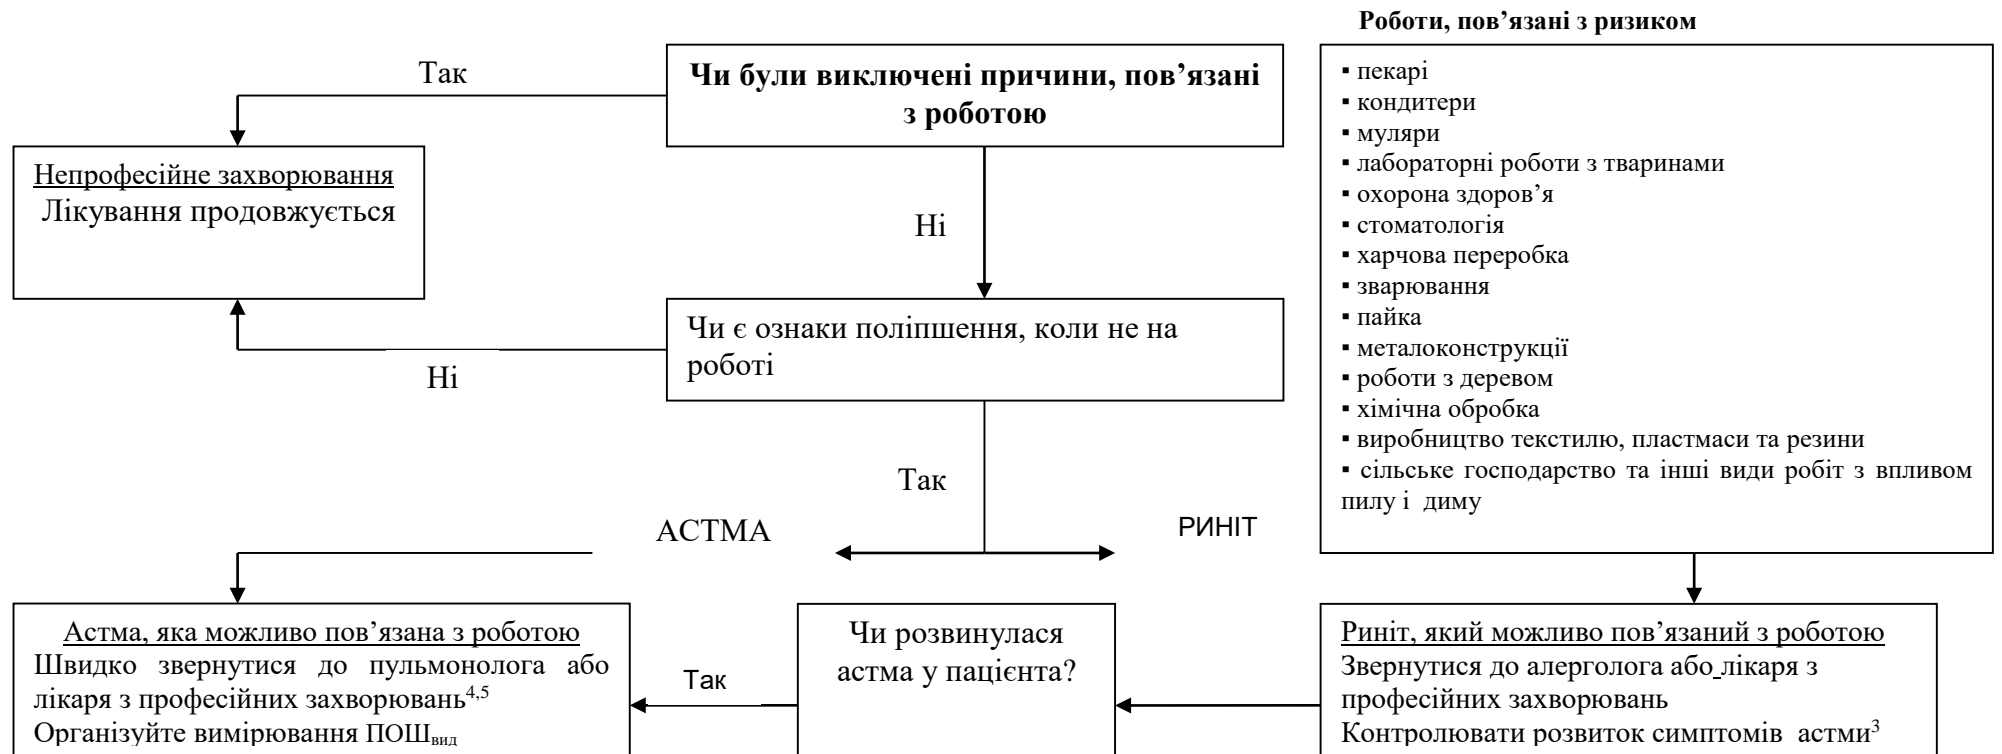 Роботи, пов’язані з ризиком
Так
Чи були виключені причини, пов’язані
з роботою
▪ пекарі
▪ кондитери
▪ муляри
▪ лабораторні роботи з тваринами
▪ охорона здоров’я
▪ стоматологія
▪ харчова переробка
▪ зварювання
▪ пайка
▪ металоконструкції
▪ роботи з деревом
▪ хімічна обробка
▪ виробництво текстилю, пластмаси та резини
▪ сільське господарство та інші види робіт з впливом
пилу і диму
Непрофесійне захворювання
Лікування продовжується
Ні
Чи є ознаки поліпшення, коли не на
роботі
Ні
Так
АСТМА
РИНІТ
Астма, яка можливо пов’язана з роботою
Швидко звернутися до пульмонолога або
лікаря з професійних захворювань4,5
Організуйте вимірювання ПОШвид
Так
Чи розвинулася
астма у пацієнта?
Риніт, який можливо пов’язаний з роботою
Звернутися до алерголога або лікаря з
професійних захворювань
Контролювати розвиток симптомів астми3